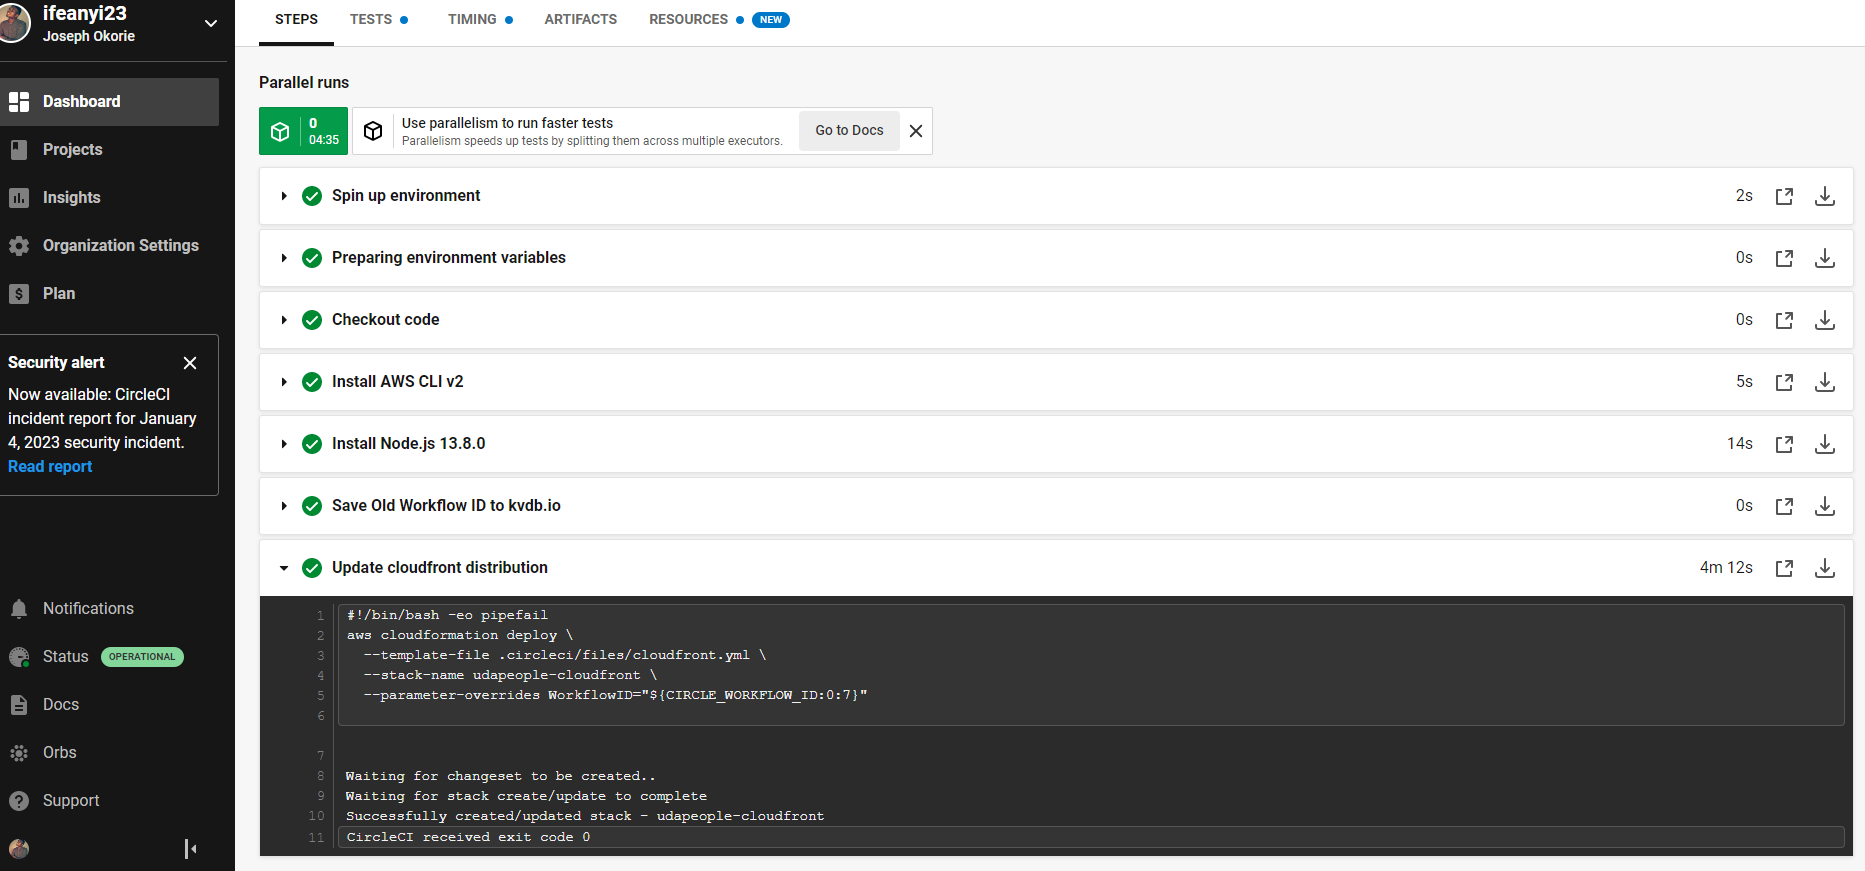 ifeanyi23
Joseph Okorie
Dashboard
Projects
Insights
Organization Settings
Plan
Security alert
Now available: CircleCI
incident report for January
4, 2023 security incident.
Read report
Notifications
Status OPERATIONAL
Docs
Orbs
Support
STEPS TESTS TIMING ARTIFACTS RESOURCES NEW
Parallel runs
0
04:35
Use parallelism to run faster tests
Parallelism speeds up tests by splitting them across multiple executors.
Go to Docs
Spin up environment 2s
Preparing environment variables 0s
Checkout code 0s
Install AWS CLI v2 5s
Install Node.js 13.8.0 14s
Save Old Workflow ID to kvdb.io 0s
Update cloudfront distribution 4m 12s
1 #!/bin/bash -eo pipefail
2 aws cloudformation deploy \
3 --template-file .circleci/files/cloudfront.yml \
4 --stack-name udapeople-cloudfront \
5 --parameter-overrides WorkflowID="${CIRCLE_WORKFLOW_ID:0:7}"
6
7
8 Waiting for changeset to be created..
9 Waiting for stack create/update to complete
10 Successfully created/updated stack - udapeople-cloudfront
11 CircleCI received exit code 0